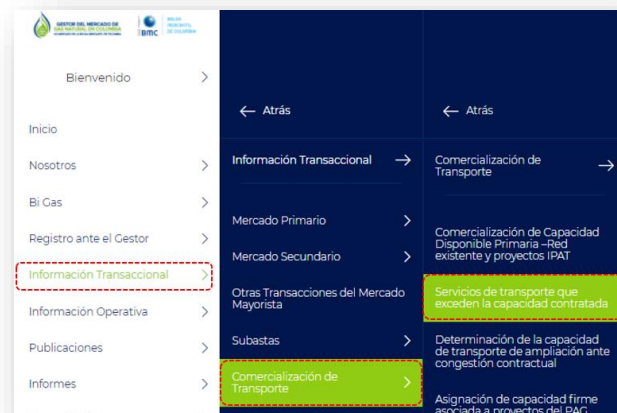 GESTOR DEL MERCADO DE
GAS NATURAL EN COLOMBIA
bmc
BOLSA
MERCANTIL
DE COLOMBIA
Bienvenido
Inicio
Nosotros
Bi Gas
Registro ante el Gestor
Información Transaccional
Información Operativa
Publicaciones
Informes
← Atrás
Información Transaccional →
Mercado Primario
Mercado Secundario
Otras Transacciones del Mercado
Mayorista
Subastas
Comercialización de
Transporte
← Atrás
Comercialización de
Transporte →
Comercialización de Capacidad
Disponible Primaria –Red
existente y proyectos IPAT
Servicios de transporte que
exceden la capacidad contratada
Determinación de la capacidad
de transporte de ampliación ante
congestión contractual
Asignación de capacidad firme
asociada a proyectos del PAG